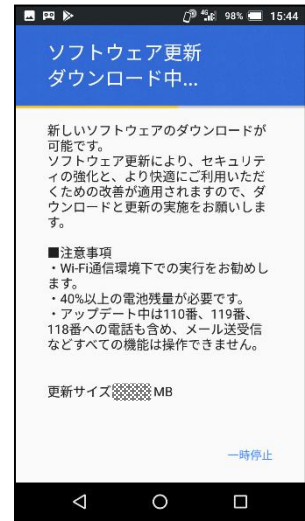 4G 98% 15:44
ソフトウェア更新
ダウンロード中...
新しいソフトウェアのダウンロードが
可能です。
ソフトウェア更新により、セキュリテ
ィの強化と、より快適にご利用いただ
くための改善が適用されますので、ダ
ウンロードと更新の実施をお願いしま
す。
■注意事項
・Wi-Fi通信環境下での実行をお勧めし
ます。
・40%以上の電池残量が必要です。
・アップデート中は110番、119番、
118番への電話も含め、メール送受信
などすべての機能は操作できません。
更新サイズ MB
一時停止